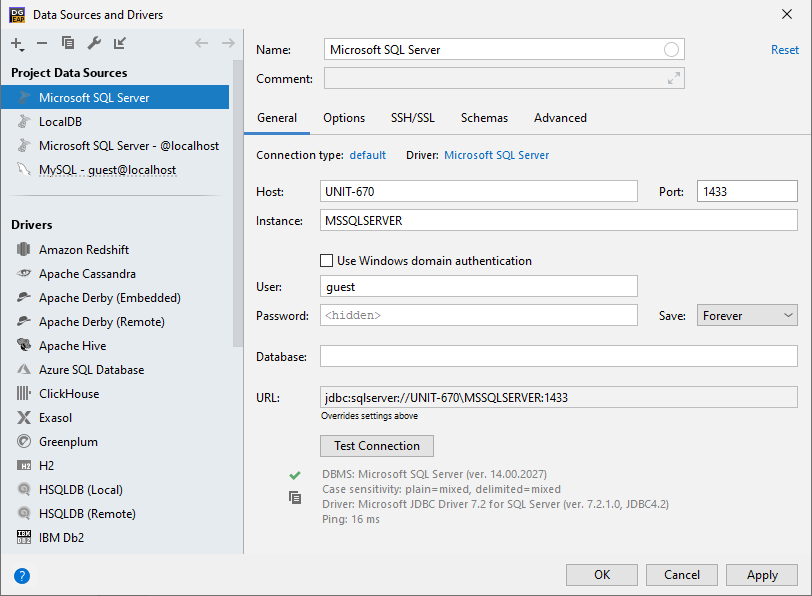 DG
EAP
Data Sources and Drivers
Project Data Sources
Microsoft SQL Server
LocalDB
Microsoft SQL Server - @localhost
MySQL - guest@localhost
Drivers
Amazon Redshift
Apache Cassandra
Apache Derby (Embedded)
Apache Derby (Remote)
Apache Hive
Azure SQL Database
ClickHouse
Exasol
Greenplum
H2 H2
HSQLDB (Local)
HSQLDB (Remote)
IBM DB2 IBM Db2
?
Name: Microsoft SQL Server Reset
Comment:
General Options SSH/SSL Schemas Advanced
Connection type: default Driver: Microsoft SQL Server
Host: UNIT-670 Port: 1433
Instance: MSSQLSERVER
Use Windows domain authentication
User: guest
Password: <hidden> Save: Forever
Database:
URL: jdbc:sqlserver://UNIT-670\MSSQLSERVER:1433
Overrides settings above
Test Connection
DBMS: Microsoft SQL Server (ver. 14.00.2027)
Case sensitivity: plain=mixed, delimited=mixed
Driver: Microsoft JDBC Driver 7.2 for SQL Server (ver. 7.2.1.0, JDBC4.2)
Ping: 16 ms
OK Cancel Apply